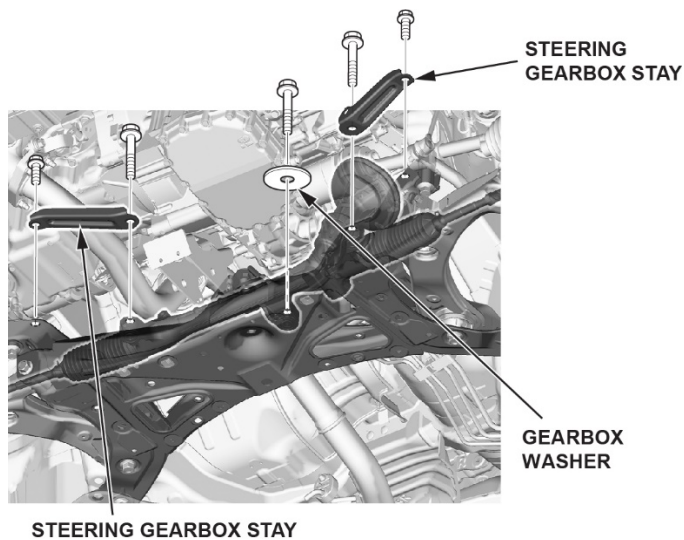 STEERING
GEARBOX STAY
GEARBOX
WASHER
STEERING GEARBOX STAY